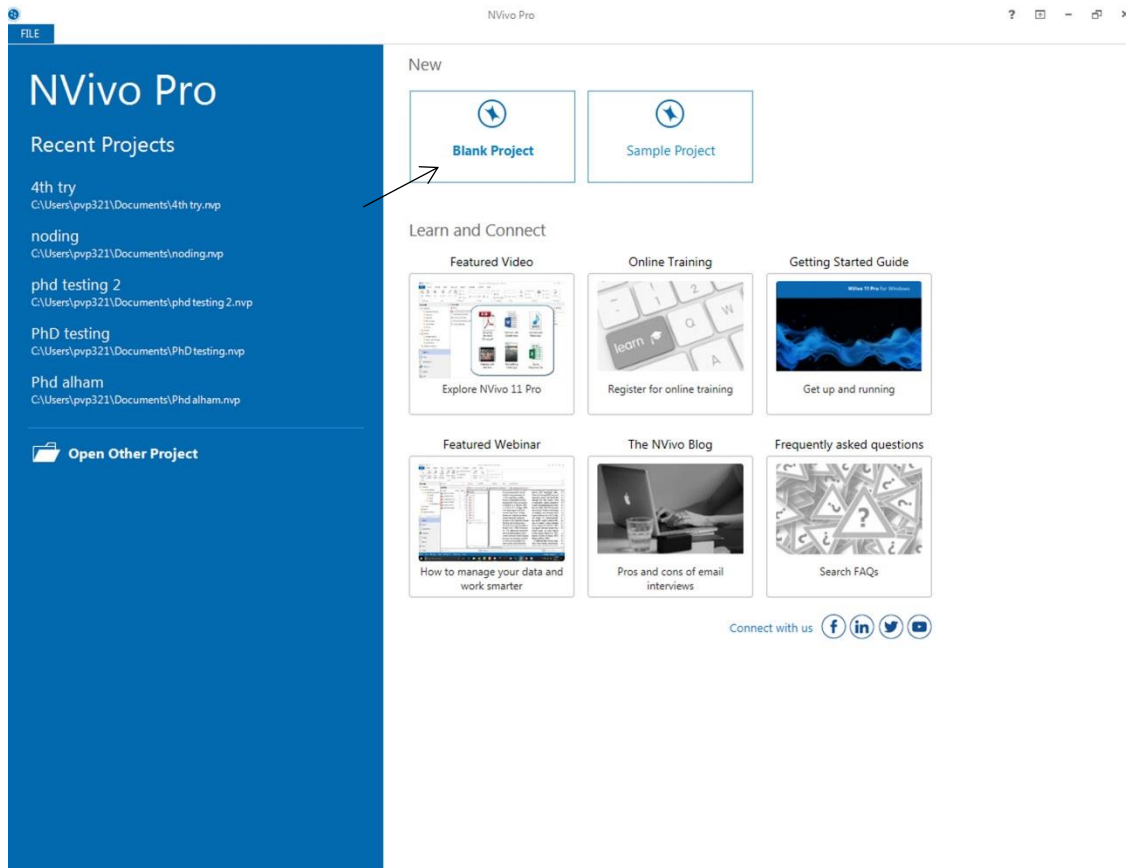 NVivo Pro
?
FILE
NVivo Pro
Recent Projects
4th try
C:\Users\pvp321\Documents\4th try.nvp
noding
C:\Users\pvp321\Documents\noding.nvp
phd testing 2
C:\Users\pvp321\Documents\phd testing 2.nvp
PhD testing
C:\Users\pvp321\Documents\PhD testing.nvp
Phd alham
C:\Users\pvp321\Documents\Phd alham.nvp
Open Other Project
New
Blank Project
Sample Project
Learn and Connect
Featured Video
Explore NVivo 11 Pro
Online Training
1
2
Q
W
A
learn
Register for online training
Getting Started Guide
NVivo 11 Pro for Windows
Get up and running
Featured Webinar
How to manage your data and
work smarter
The NVivo Blog
Pros and cons of email
interviews
Frequently asked questions
?
Search FAQs
Connect with us
f
in